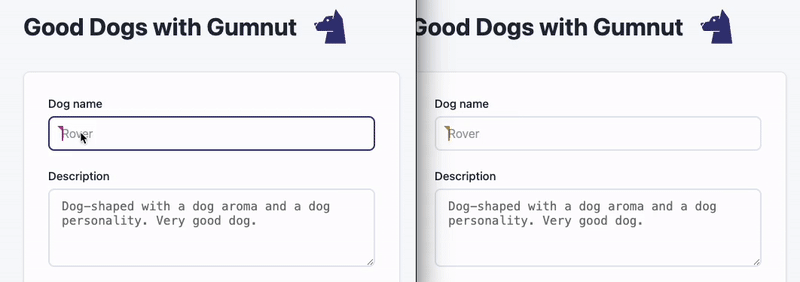 Good Dogs with Gumnut
Dog name
Rover
Description
Dog-shaped with a dog aroma and a dog
personality. Very good dog.
Good Dogs with Gumnut
Dog name
Rover
Description
Dog-shaped with a dog aroma and a dog
personality. Very good dog.